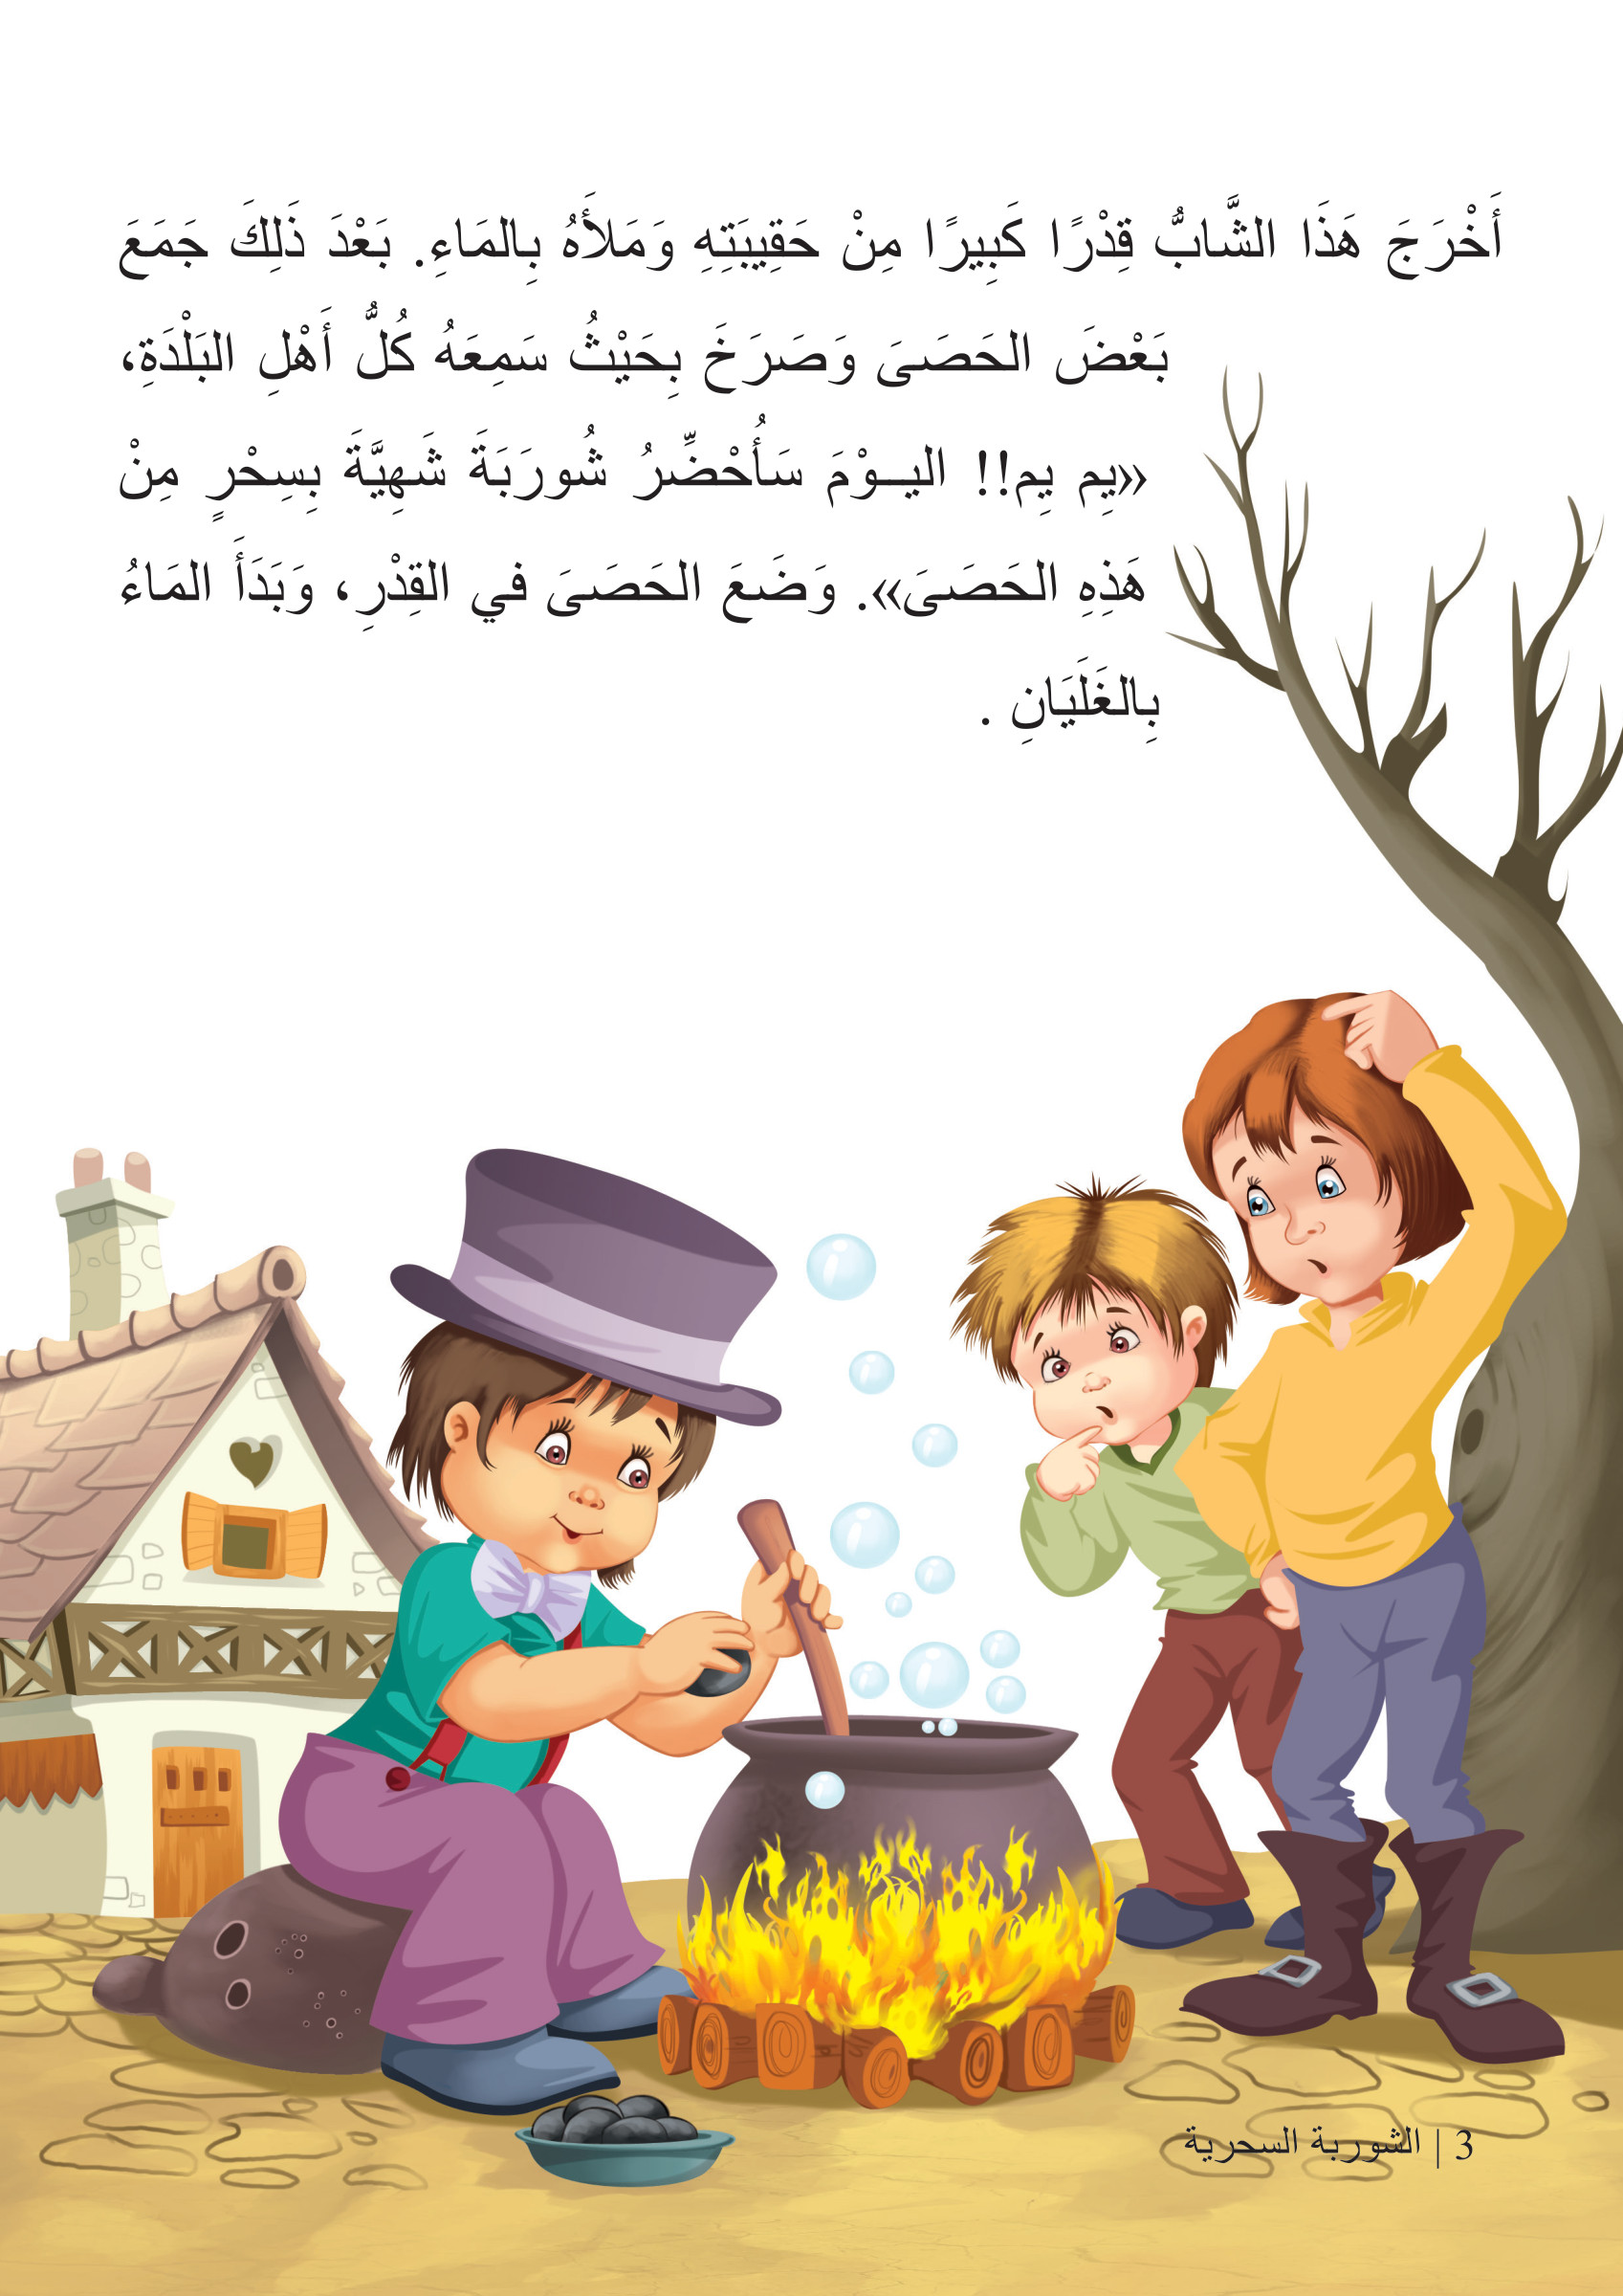 أَخْرَجَ هَذَا الشَّابُّ قِدْرًا كَبِيرًا مِنْ حَقِيبَتِهِ وَمَلأَهُ بِالمَاءِ. بَعْدَ ذَلِكَ جَمَعَ
بَعْضَ الحَصَىَ وَصَرَخَ بِحَيْثُ سَمِعَهُ كُلُّ أَهْلِ البَلْدَةِ،
«يِم يِم!! اليـوْمَ سَأُحْضِّرُ شُورَبَةَ شَهِيَّةَ بِسِحْرٍ مِنْ
هَذِهِ الحَصَىَ». وَضَعَ الحَصَىَ في القِدْرِ، وَبَدَأَ المَاءُ
بِالغَلَيَانِ .
3 | الشوربة السحرية